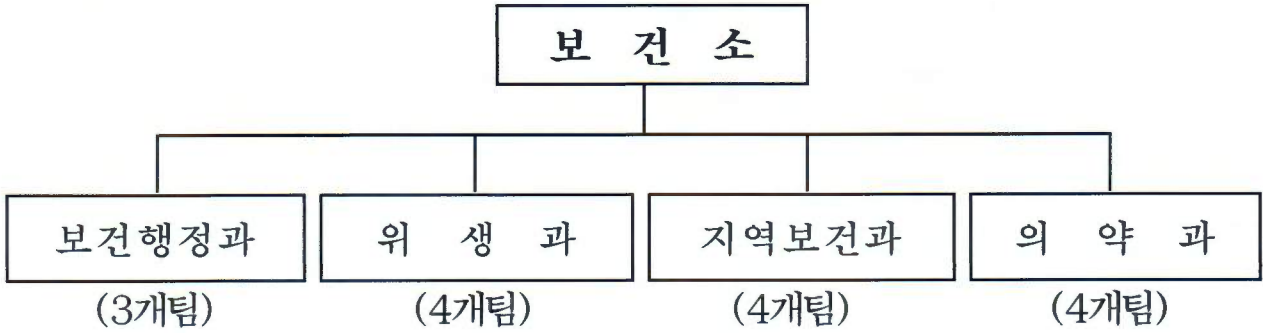 보 건 소
보건행정과 위 생 과 지역보건과 의 약 과
(3개팀) (4개팀) (4개팀) (4개팀)